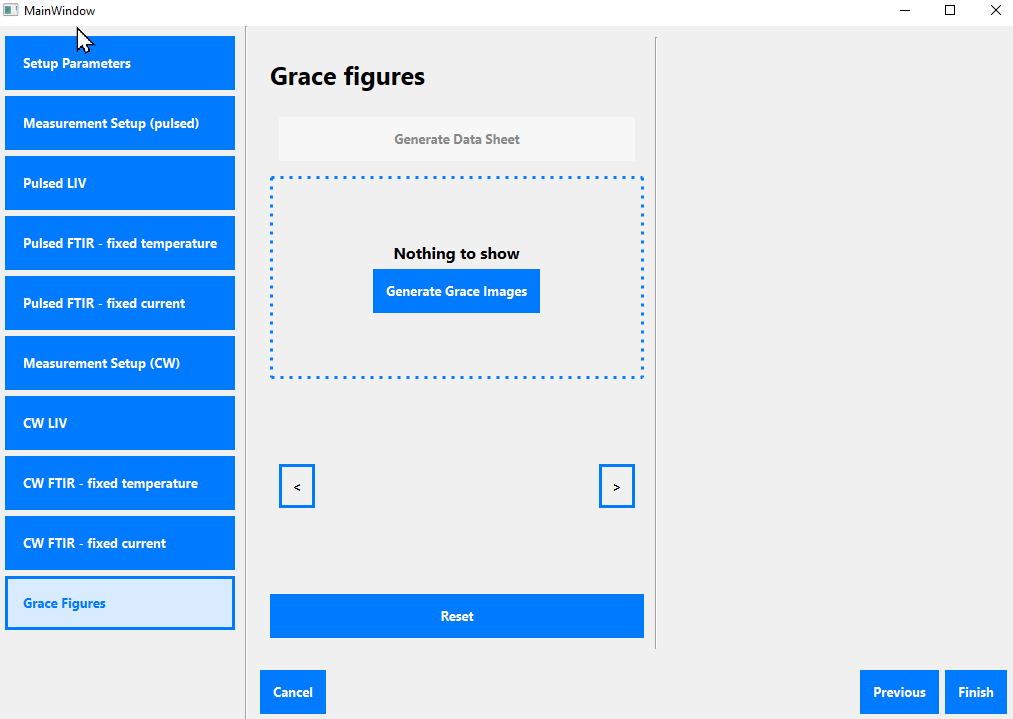 MainWindow
Setup Parameters
Measurement Setup (pulsed)
Pulsed LIV
Pulsed FTIR - fixed temperature
Pulsed FTIR - fixed current
Measurement Setup (CW)
CW LIV
CW FTIR - fixed temperature
CW FTIR - fixed current
Grace Figures
Grace figures
Generate Data Sheet
Nothing to show
Generate Grace Images
<
>
Reset
Cancel
Previous
Finish